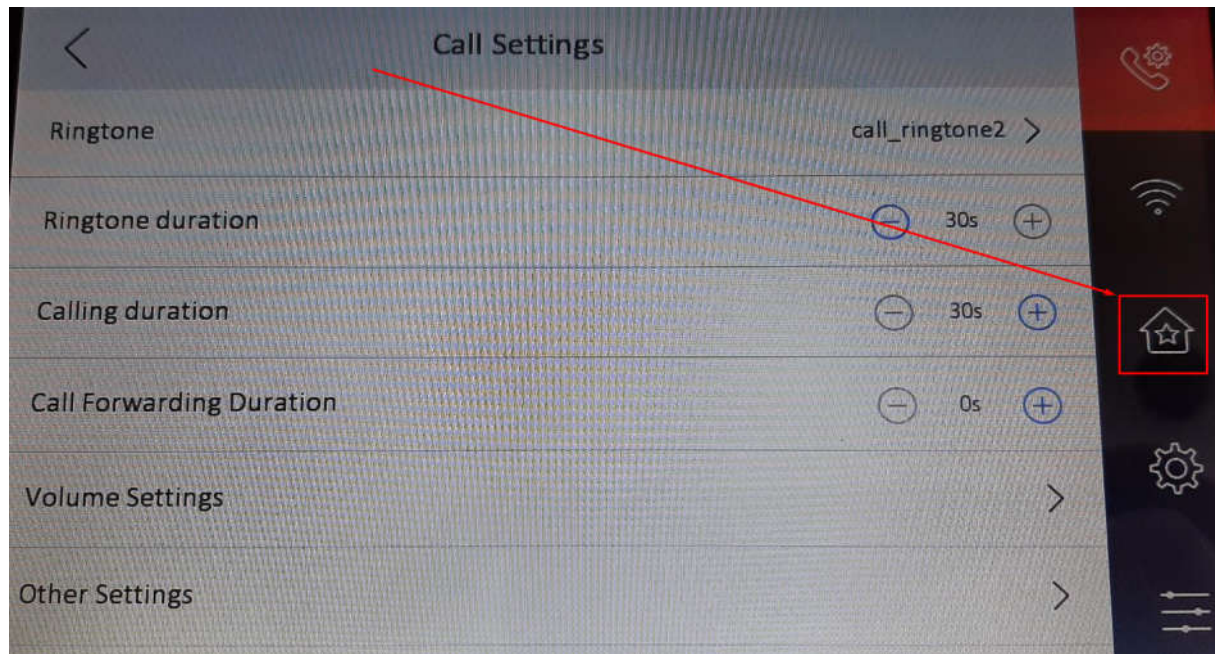 Call Settings
Ringtone call_ringtone2
Ringtone duration 30s
Calling duration 30s
Call Forwarding Duration 0s
Volume Settings
Other Settings